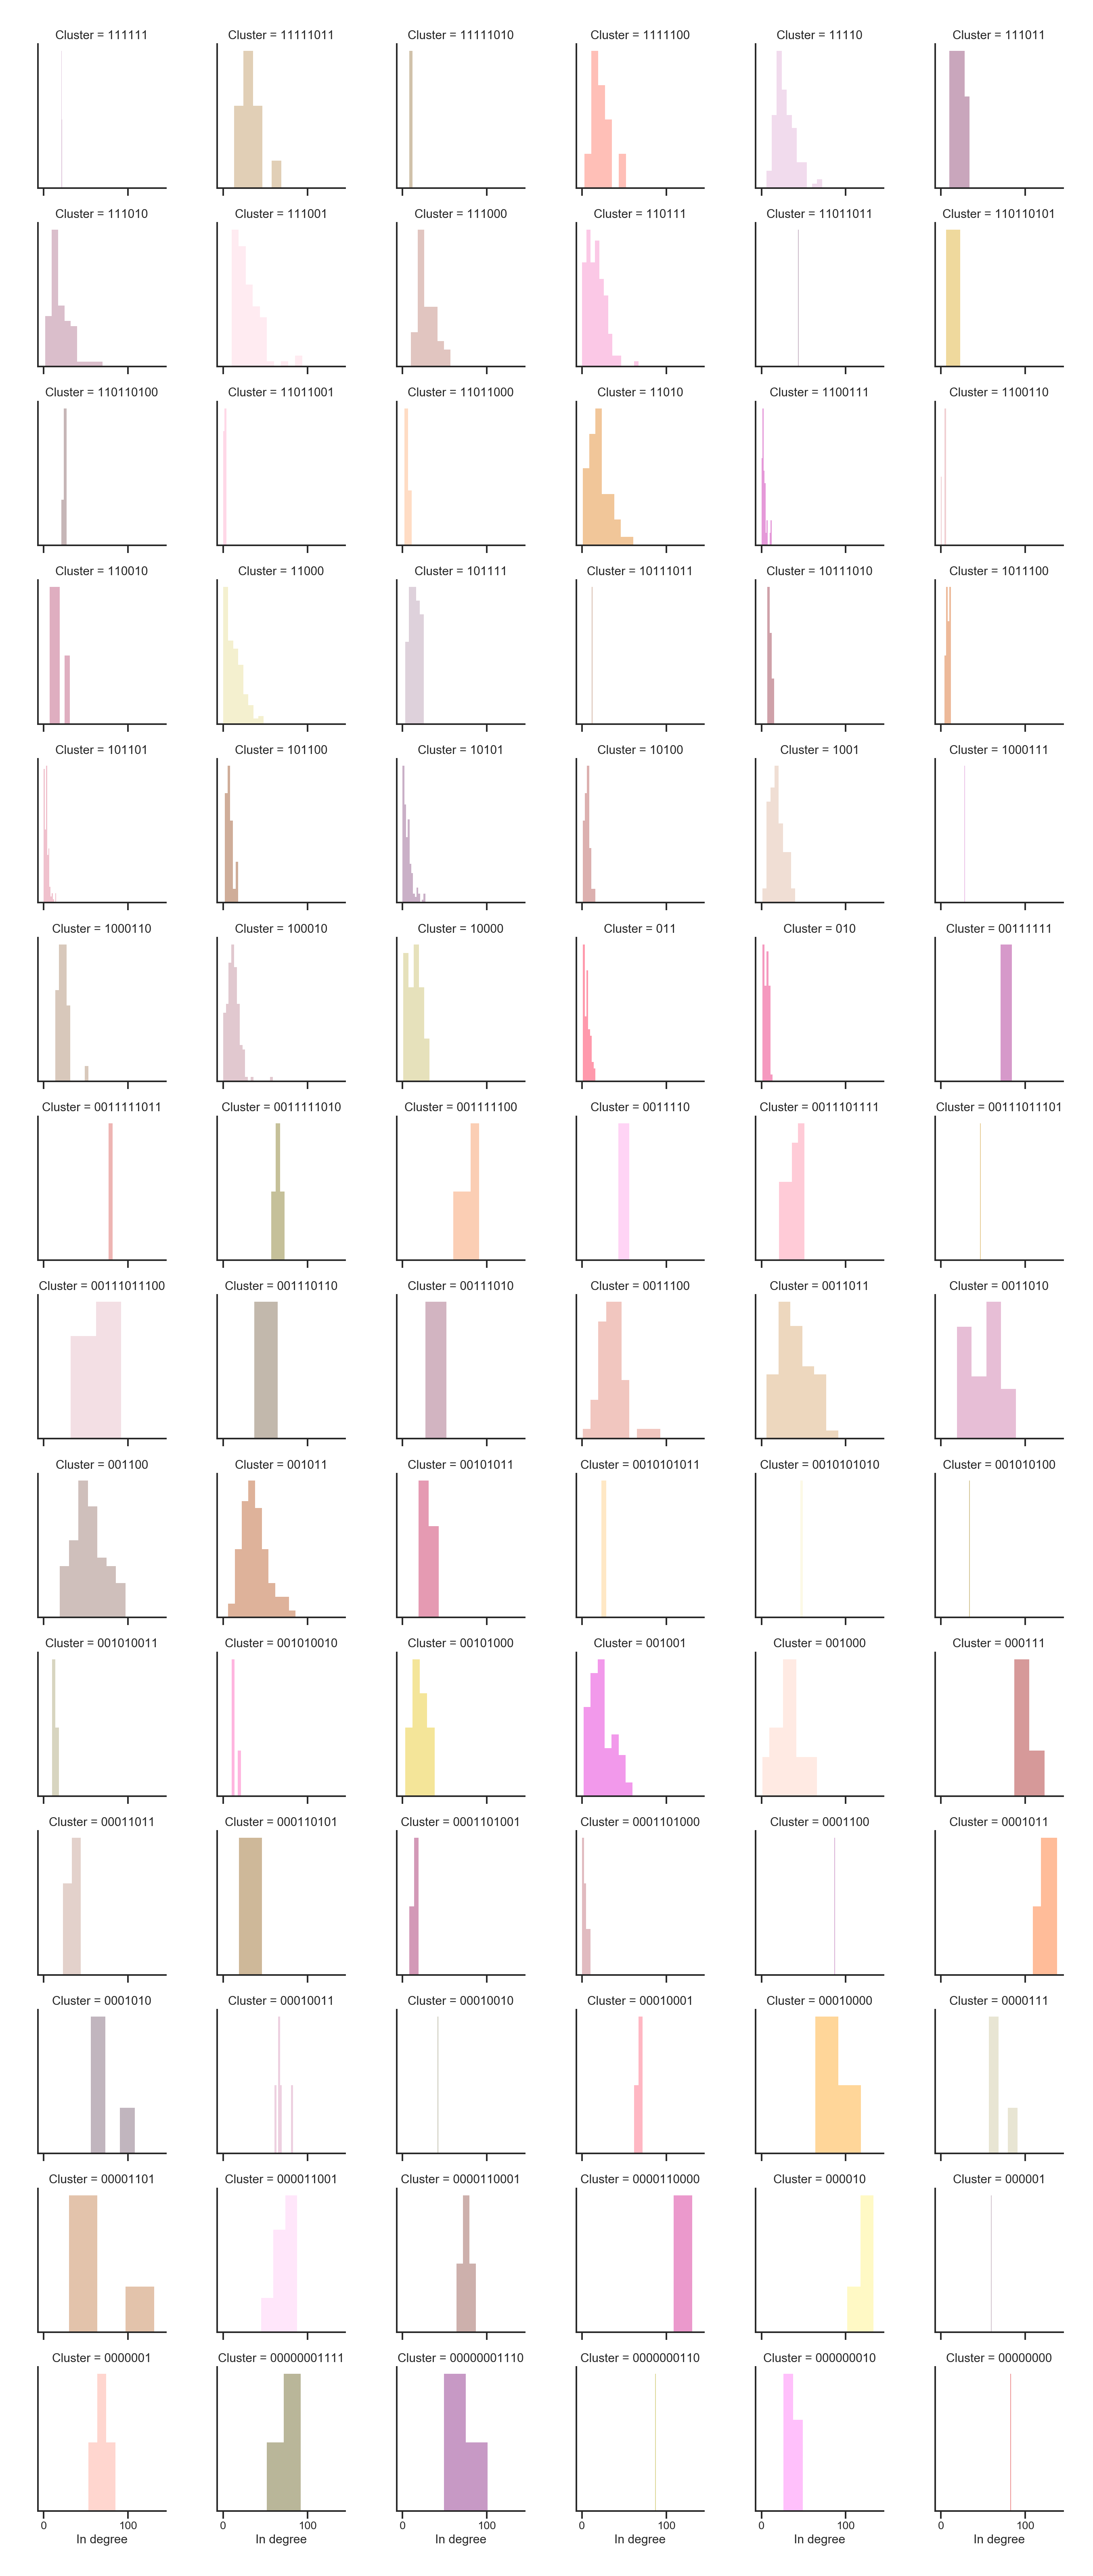 Cluster = 111111 Cluster = 11111011 Cluster = 11111010 Cluster = 1111100 Cluster = 11110 Cluster = 111011
Cluster = 111010 Cluster = 111001 Cluster = 111000 Cluster = 110111 Cluster = 11011011 Cluster = 110110101
Cluster = 110110100 Cluster = 11011001 Cluster = 11011000 Cluster = 11010 Cluster = 1100111 Cluster = 1100110
Cluster = 110010 Cluster = 11000 Cluster = 101111 Cluster = 10111011 Cluster = 10111010 Cluster = 1011100
Cluster = 101101 Cluster = 101100 Cluster = 10101 Cluster = 10100 Cluster = 1001 Cluster = 1000111
Cluster = 1000110 Cluster = 100010 Cluster = 10000 Cluster = 011 Cluster = 010 Cluster = 00111111
Cluster = 0011111011 Cluster = 0011111010 Cluster = 001111100 Cluster = 0011110 Cluster = 0011101111 Cluster = 00111011101
Cluster = 00111011100 Cluster = 001110110 Cluster = 00111010 Cluster = 0011100 Cluster = 0011011 Cluster = 0011010
Cluster = 001100 Cluster = 001011 Cluster = 00101011 Cluster = 0010101011 Cluster = 0010101010 Cluster = 001010100
Cluster = 001010011 Cluster = 001010010 Cluster = 00101000 Cluster = 001001 Cluster = 001000 Cluster = 000111
Cluster = 00011011 Cluster = 000110101 Cluster = 0001101001 Cluster = 0001101000 Cluster = 0001100 Cluster = 0001011
Cluster = 0001010 Cluster = 00010011 Cluster = 00010010 Cluster = 00010001 Cluster = 00010000 Cluster = 0000111
Cluster = 00001101 Cluster = 000011001 Cluster = 0000110001 Cluster = 0000110000 Cluster = 000010 Cluster = 000001
Cluster = 0000001 Cluster = 00000001111 Cluster = 00000001110 Cluster = 0000000110 Cluster = 000000010 Cluster = 00000000
0 100 0 100 0 100 0 100 0 100 0 100
In degree In degree In degree In degree In degree In degree